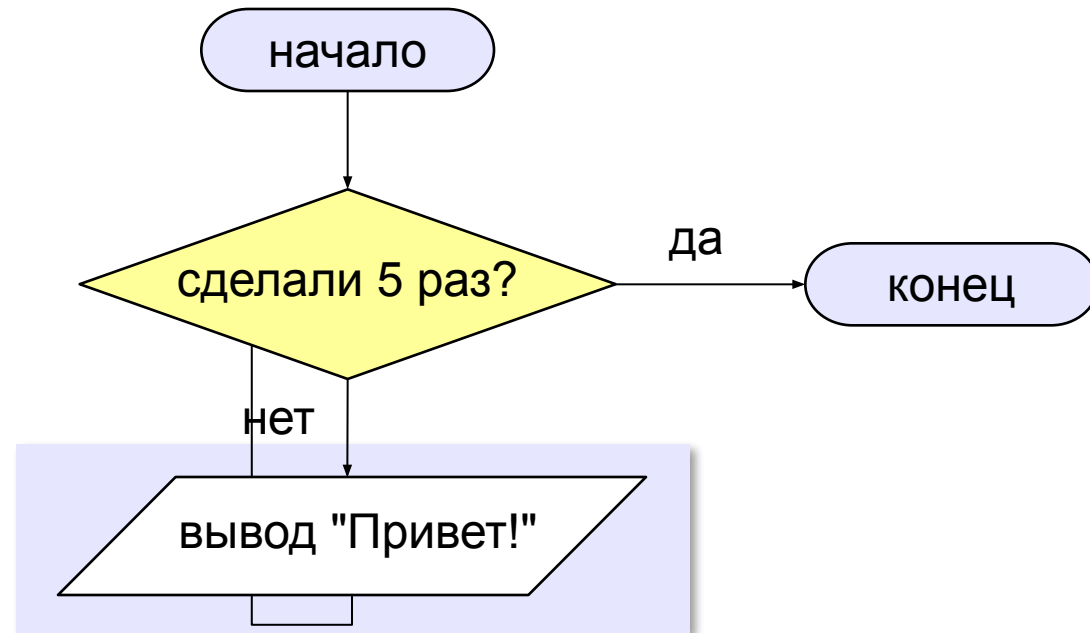 начало
сделали 5 раз?
да
конец
нет
вывод "Привет!"